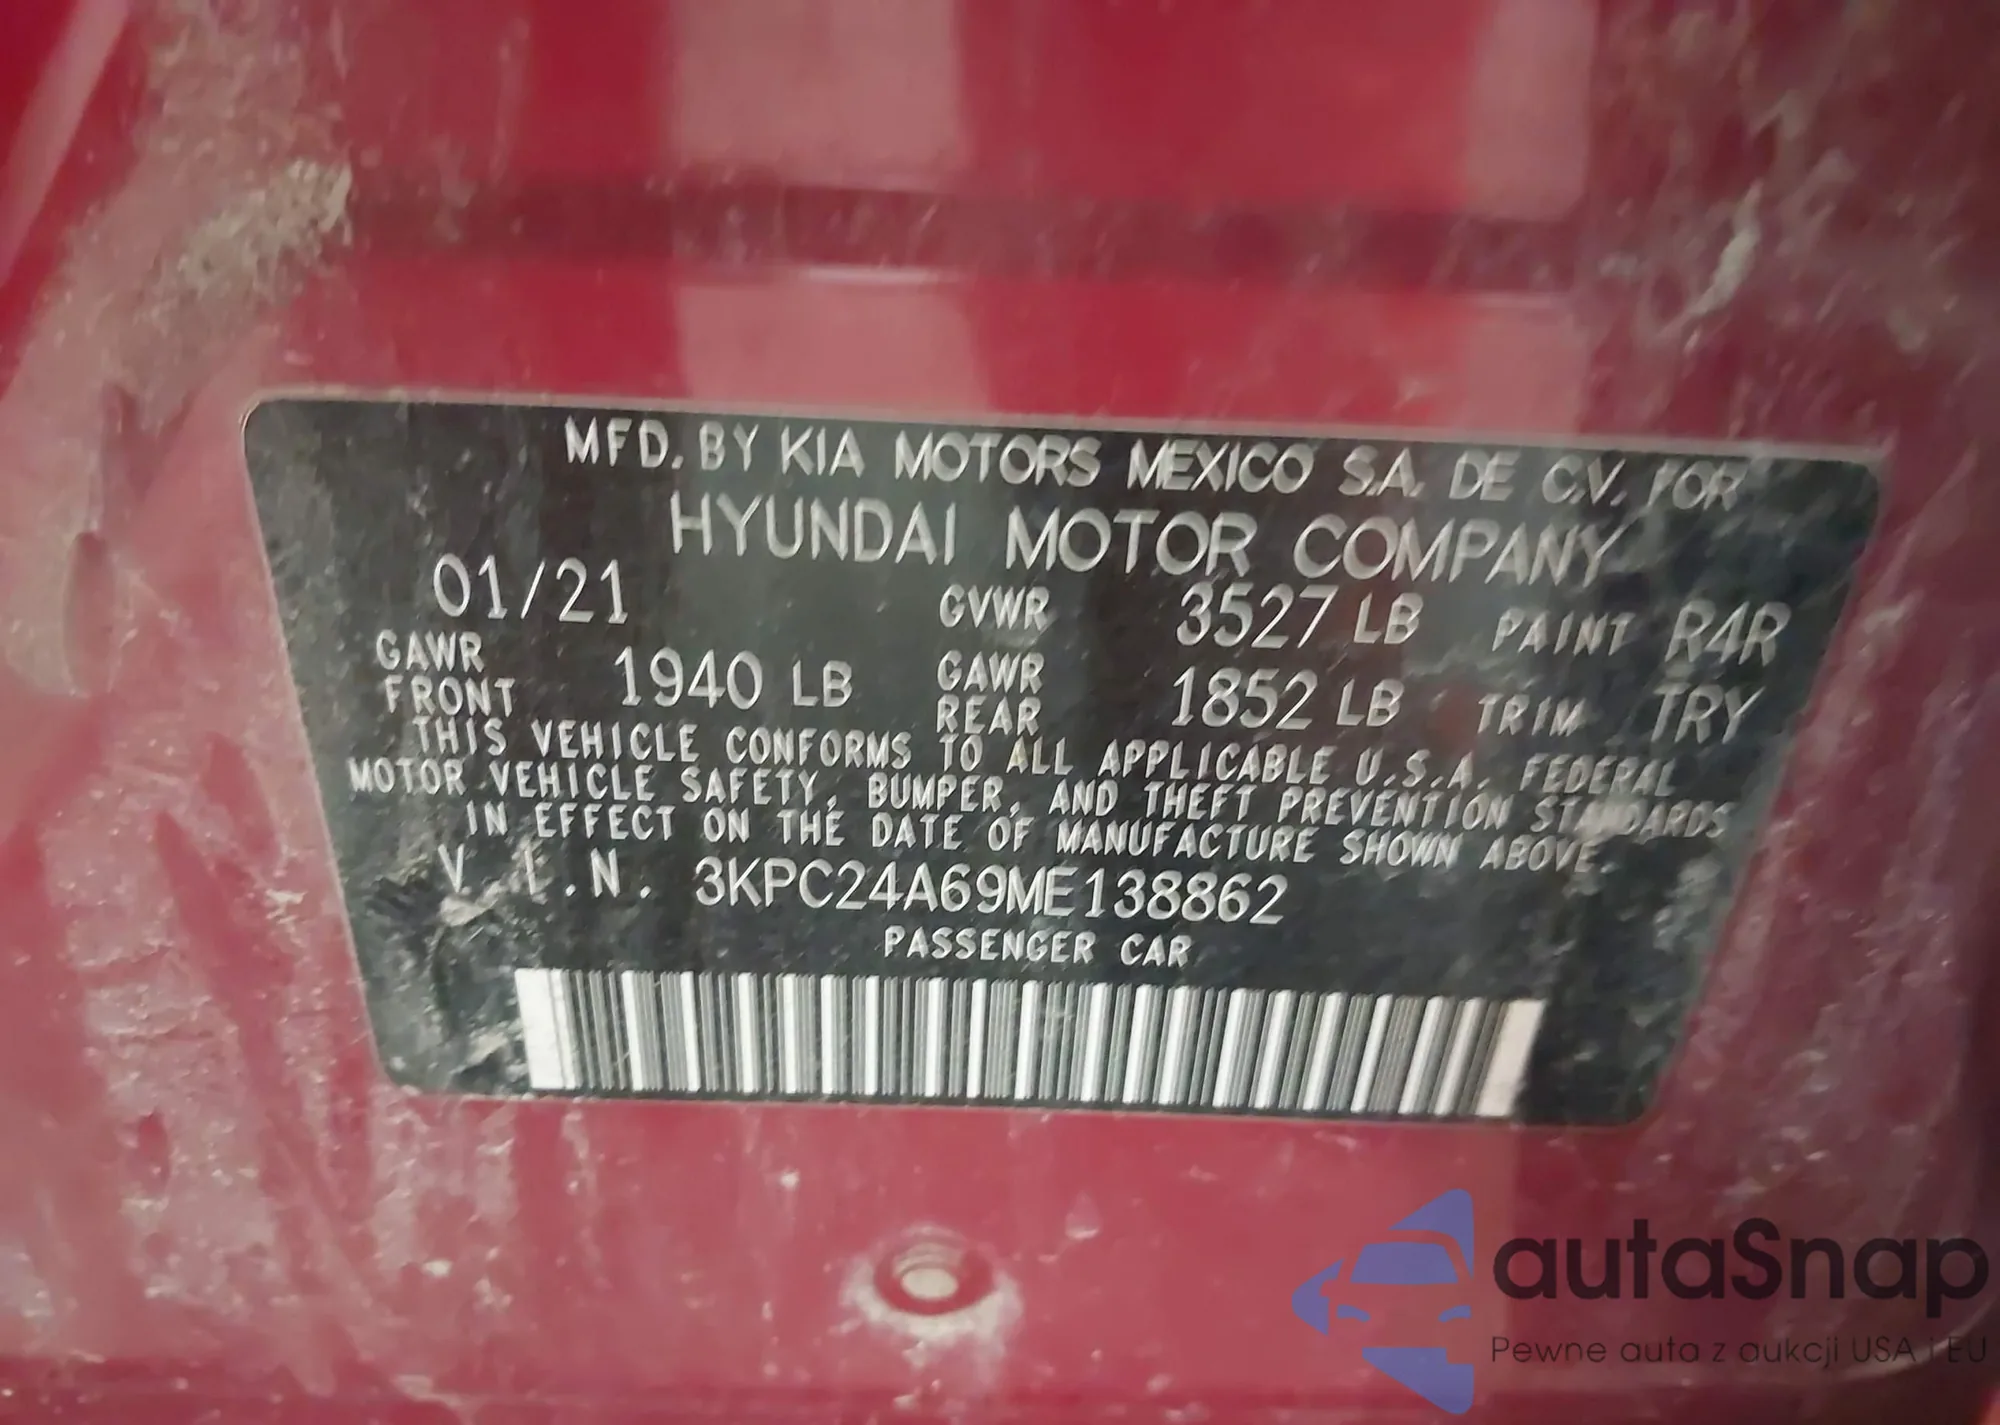 MFD. BY KIA MOTORS MEXICO S.A. DE C.V. FOR
HYUNDAI MOTOR COMPANY
01/21 GVWR 3527 LB PAINT R4R
GAWR FRONT 1940 LB GAWR REAR 1852 LB TRIM TRY
THIS VEHICLE CONFORMS TO ALL APPLICABLE U.S.A. FEDERAL
MOTOR VEHICLE SAFETY, BUMPER, AND THEFT PREVENTION STANDARDS
IN EFFECT ON THE DATE OF MANUFACTURE SHOWN ABOVE.
V.I.N. 3KPC24A69ME138862
PASSENGER CAR
autaSnap
Pewne auta z aukcji USA i EU